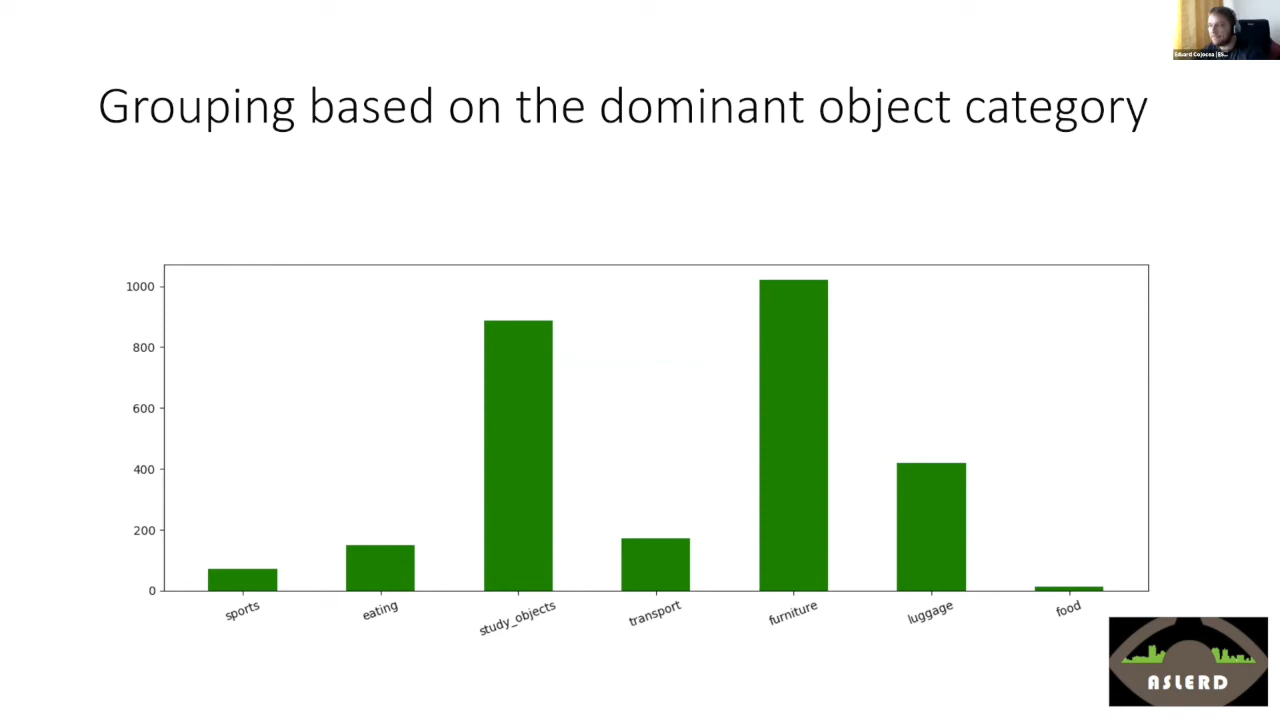 Grouping based on the dominant object category
1000
800
600
400
200
0
sports
eating
study_objects
transport
furniture
luggage
food
ASLERD